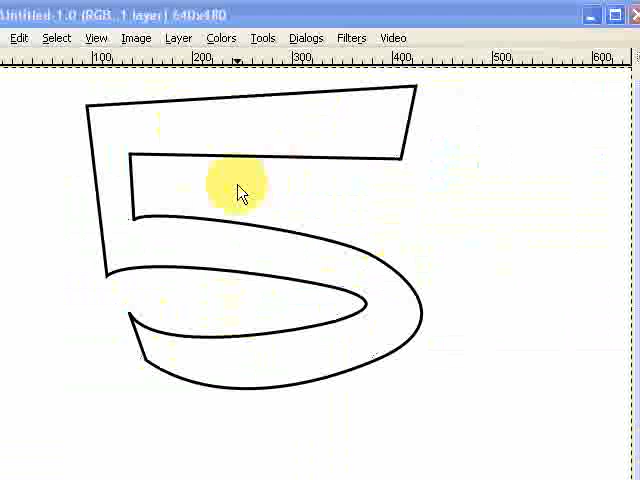 Untitled-1.0 (RGB, 1 layer) 640x480
Edit Select View Image Layer Colors Tools Dialogs Filters Video
100 200 300 400 500 600
5